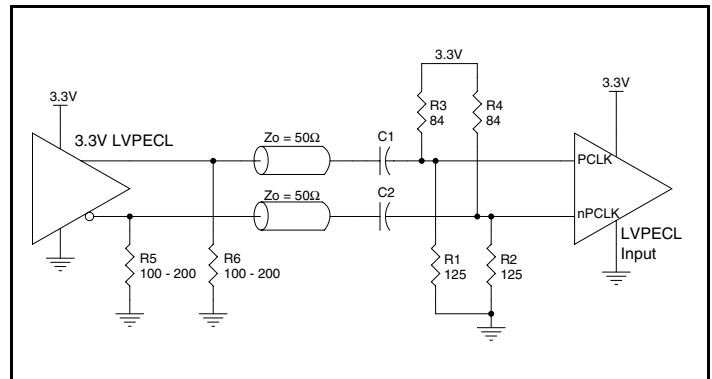 3.3V
3.3V LVPECL
R5
100 - 200
R6
100 - 200
Zo = 50Ω
Zo = 50Ω
C1
C2
3.3V
R3
84
R4
84
R1
125
R2
125
3.3V
PCLK
nPCLK
LVPECL
Input